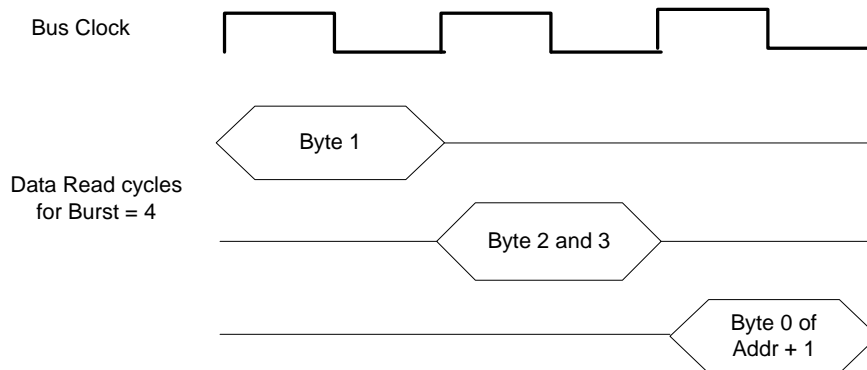 Bus Clock
Byte 1
Data Read cycles
for Burst = 4
Byte 2 and 3
Byte 0 of
Addr + 1